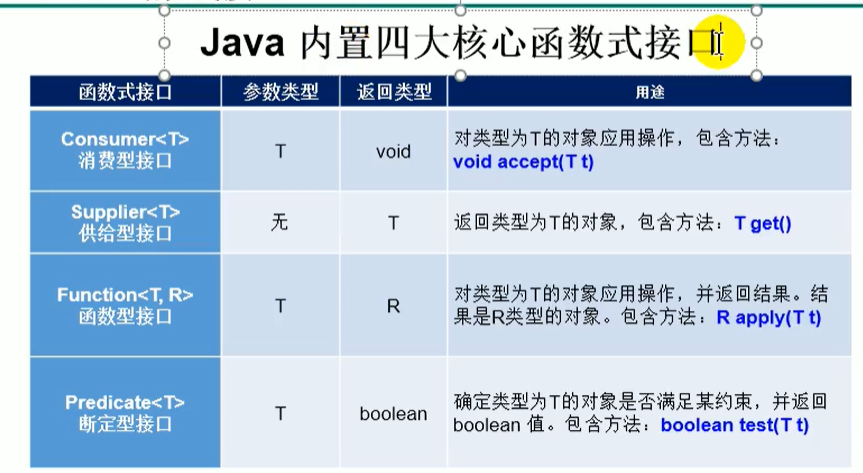 Java 内置四大核心函数式接口
函数式接口 参数类型 返回类型 用途
Consumer<T>
消费型接口
T
void
对类型为T的对象应用操作，包含方法：
void accept(T t)
Supplier<T>
供给型接口
无
T
返回类型为T的对象，包含方法：T get()
Function<T, R>
函数型接口
T
R
对类型为T的对象应用操作，并返回结果。结
果是R类型的对象。包含方法：R apply(T t)
Predicate<T>
断定型接口
T
boolean
确定类型为T的对象是否满足某约束，并返回
boolean 值。包含方法：boolean test(T t)